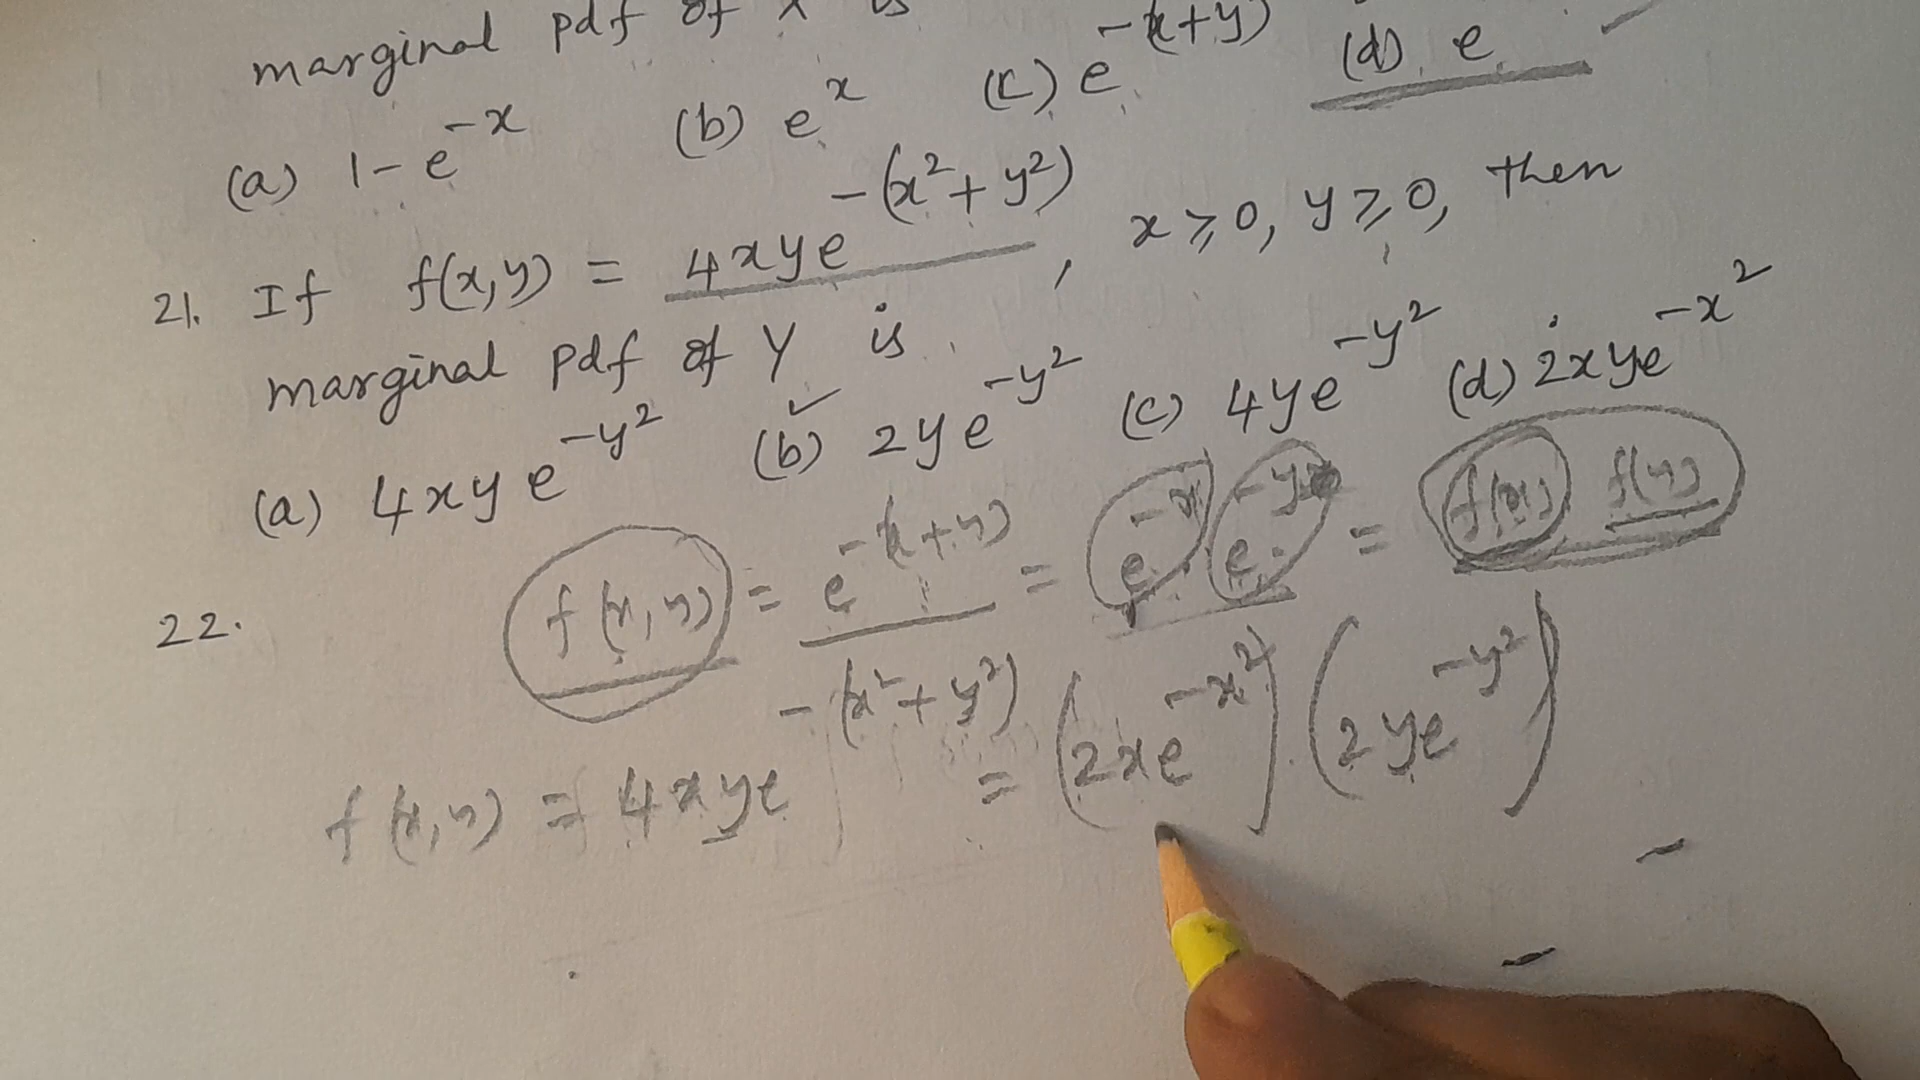 marginal pdf of X is
(a) 1-e^{-x} (b) e^{x} (c) e^{-(x+y)} (d) e
21. If f(x,y) = 4xye^{-(x²+y²)}, x≥0, y≥0, then
marginal pdf of Y is
(a) 4xye^{-y²} (b) 2ye^{-y²} (c) 4ye^{-y²} (d) 2xye^{-x²}
f(x,y) = e^{-(x+y)} = e^{-x} . e^{-y} = f(x) f(y)
22.
f(x,y) = 4xye^{-(x²+y²)} = (2xe^{-x²}) . (2ye^{-y²})